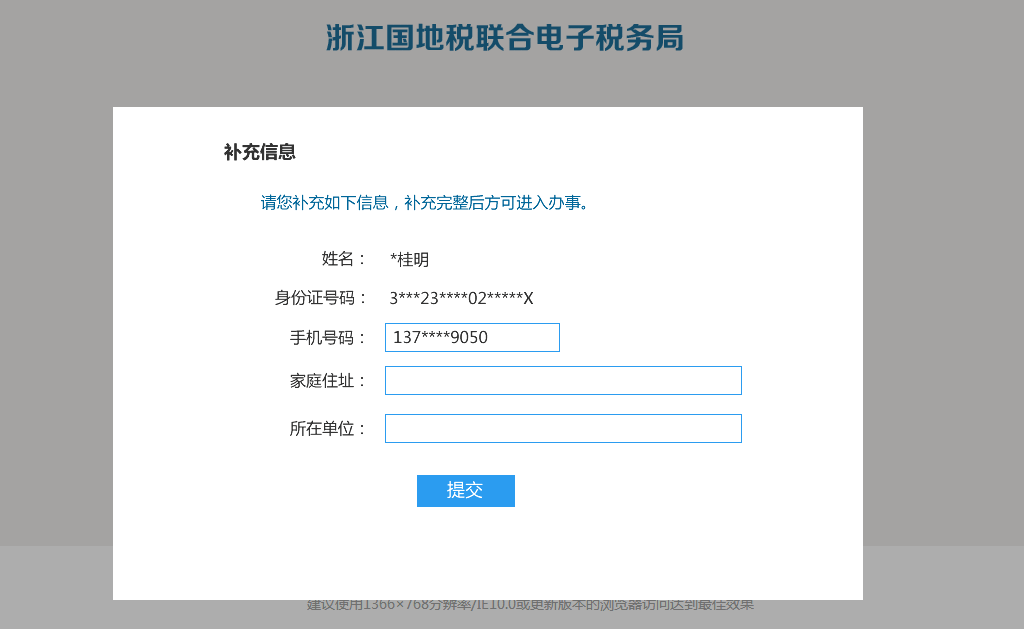 浙江国地税联合电子税务局
补充信息
请您补充如下信息，补充完整后方可进入办事。
姓名： *桂明
身份证号码： 3***23****02*****X
手机号码： 137****9050
家庭住址：
所在单位：
提交
建议使用1366×768分辨率/IE10.0或更新版本的浏览器访问达到最佳效果